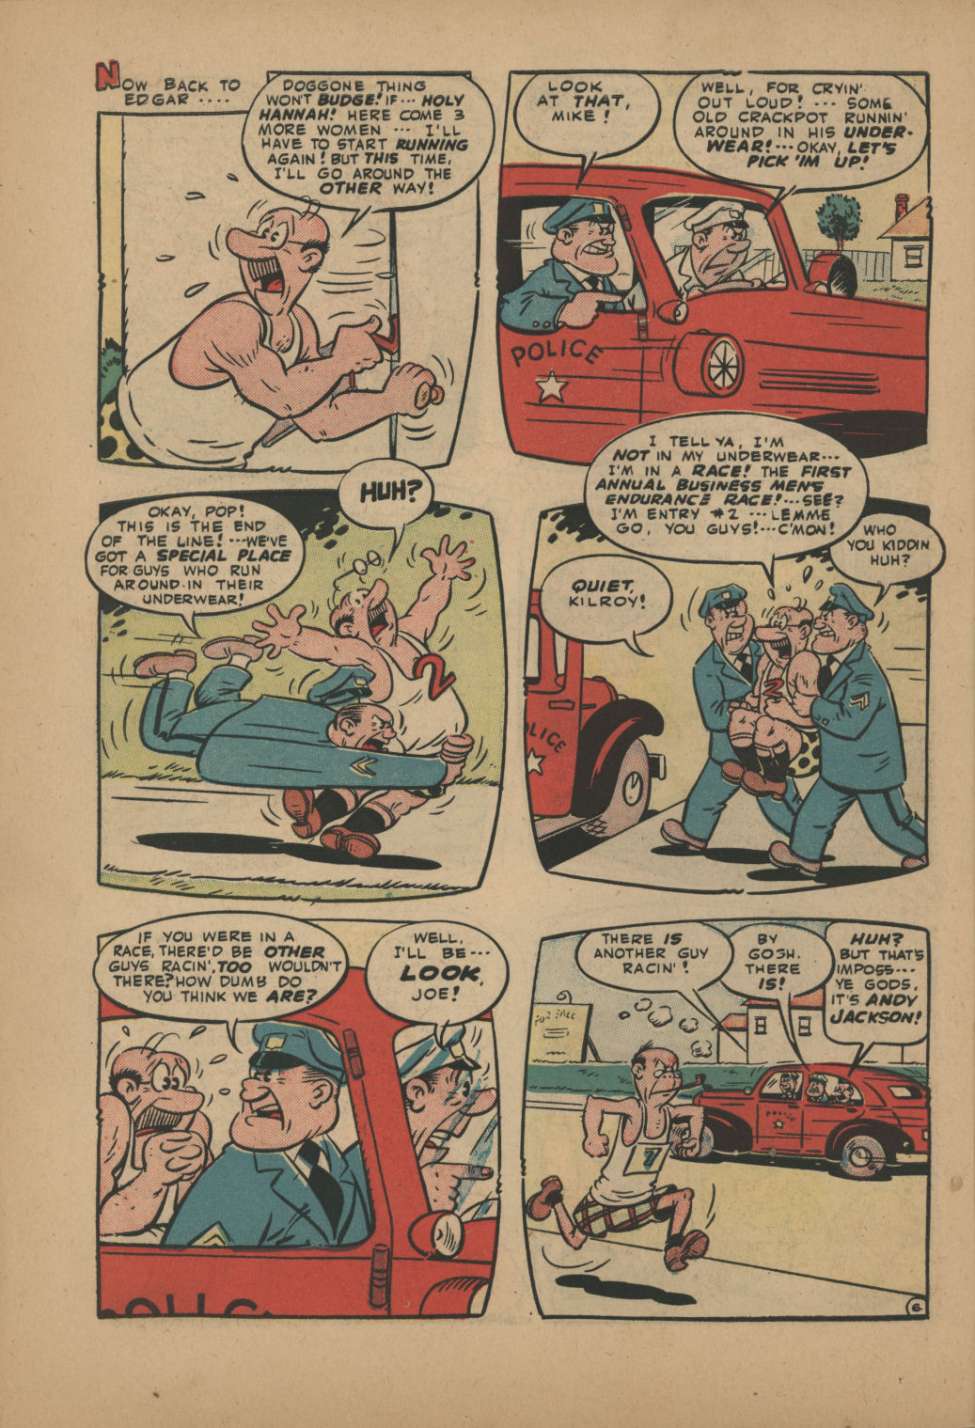 NOW BACK TO
EDGAR ....
DOGGONE THING
WON'T BUDGE! IF--- HOLY
HANNAH! HERE COME 3
MORE WOMEN --- I'LL
HAVE TO START RUNNING
AGAIN! BUT THIS TIME,
I'LL GO AROUND THE
OTHER WAY!
2
LOOK
AT THAT,
MIKE!
WELL, FOR CRYIN'
OUT LOUD! --- SOME
OLD CRACKPOT RUNNIN'
AROUND IN HIS UNDER-
WEAR!---OKAY, LET'S
PICK 'IM UP!
POLICE
OKAY, POP!
THIS IS THE END
OF THE LINE! ---WE'VE
GOT A SPECIAL PLACE
FOR GUYS WHO RUN
AROUND IN THEIR
UNDERWEAR!
HUH?
2
I TELL YA, I'M
NOT IN MY UNDERWEAR---
I'M IN A RACE! THE FIRST
ANNUAL BUSINESS MEN'S
ENDURANCE RACE!---SEE?
I'M ENTRY #2 ---LEMME
GO, YOU GUYS!---C'MON!
QUIET,
KILROY!
WHO
YOU KIDDIN
HUH?
OLICE
2
IF YOU WERE IN A
RACE, THERE'D BE OTHER
GUYS RACIN', TOO WOULDN'T
THERE? HOW DUMB DO
YOU THINK WE ARE?
WELL,
I'LL BE---
LOOK,
JOE!
THERE IS
ANOTHER GUY
RACIN'!
BY
GOSH.
THERE
IS!
HUH?
BUT THAT'S
IMPOSS---
YE GODS,
IT'S ANDY
JACKSON!
FOR SALE
POLICE
7
6